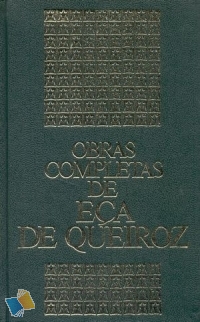 OBRAS
COMPLETAS
DE
EÇA
DE QUEIROZ